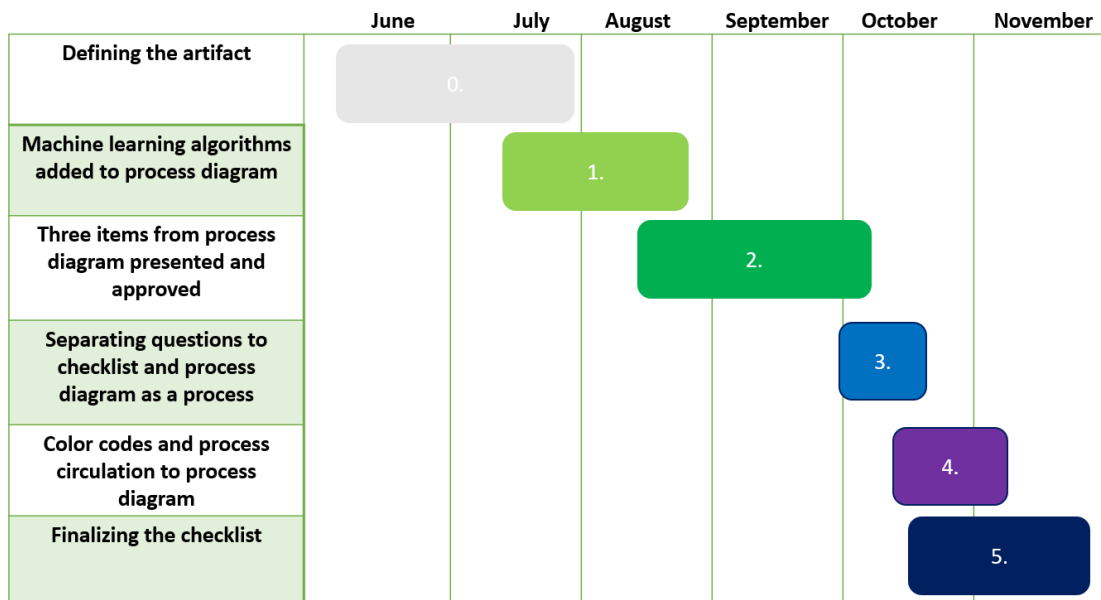 June July August September October November
Defining the artifact
0.
Machine learning algorithms
added to process diagram
1.
Three items from process
diagram presented and
approved
2.
Separating questions to
checklist and process
diagram as a process
3.
Color codes and process
circulation to process
diagram
4.
Finalizing the checklist
5.